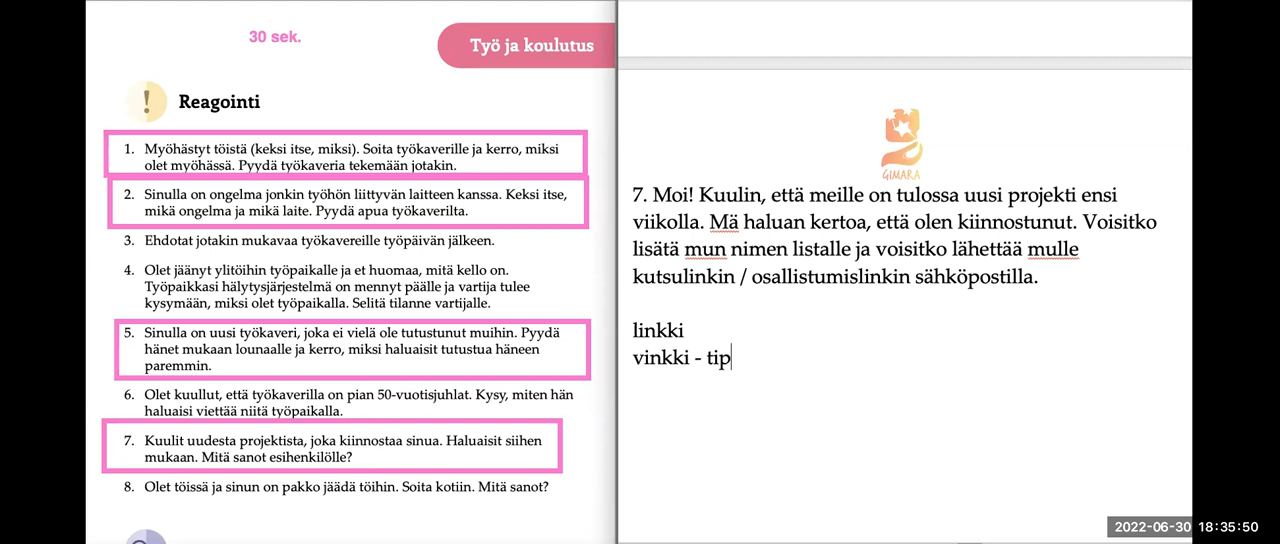 30 sek.
Työ ja koulutus
!
Reagointi
1. Myöhästyt töistä (keksi itse, miksi). Soita työkaverille ja kerro, miksi
olet myöhässä. Pyydä työkaveria tekemään jotakin.
2. Sinulla on ongelma jonkin työhön liittyvän laitteen kanssa. Keksi itse,
mikä ongelma ja mikä laite. Pyydä apua työkaverilta.
3. Ehdotat jotakin mukavaa työkavereille työpäivän jälkeen.
4. Olet jäänyt ylitöihin työpaikalle ja et huomaa, mitä kello on.
Työpaikkasi hälytysjärjestelmä on mennyt päälle ja vartija tulee
kysymään, miksi olet työpaikalla. Selitä tilanne vartijalle.
5. Sinulla on uusi työkaveri, joka ei vielä ole tutustunut muihin. Pyydä
hänet mukaan lounaalle ja kerro, miksi haluaisit tutustua häneen
paremmin.
6. Olet kuullut, että työkaverilla on pian 50-vuotisjuhlat. Kysy, miten hän
haluaisi viettää niitä työpaikalla.
7. Kuulit uudesta projektista, joka kiinnostaa sinua. Haluaisit siihen
mukaan. Mitä sanot esihenkilölle?
8. Olet töissä ja sinun on pakko jäädä töihin. Soita kotiin. Mitä sanot?
GIMARA
7. Moi! Kuulin, että meille on tulossa uusi projekti ensi
viikolla. Mä haluan kertoa, että olen kiinnostunut. Voisitko
lisätä mun nimen listalle ja voisitko lähettää mulle
kutsulinkin / osallistumislinkin sähköpostilla.
linkki
vinkki - tip
2022-06-30 18:35:50